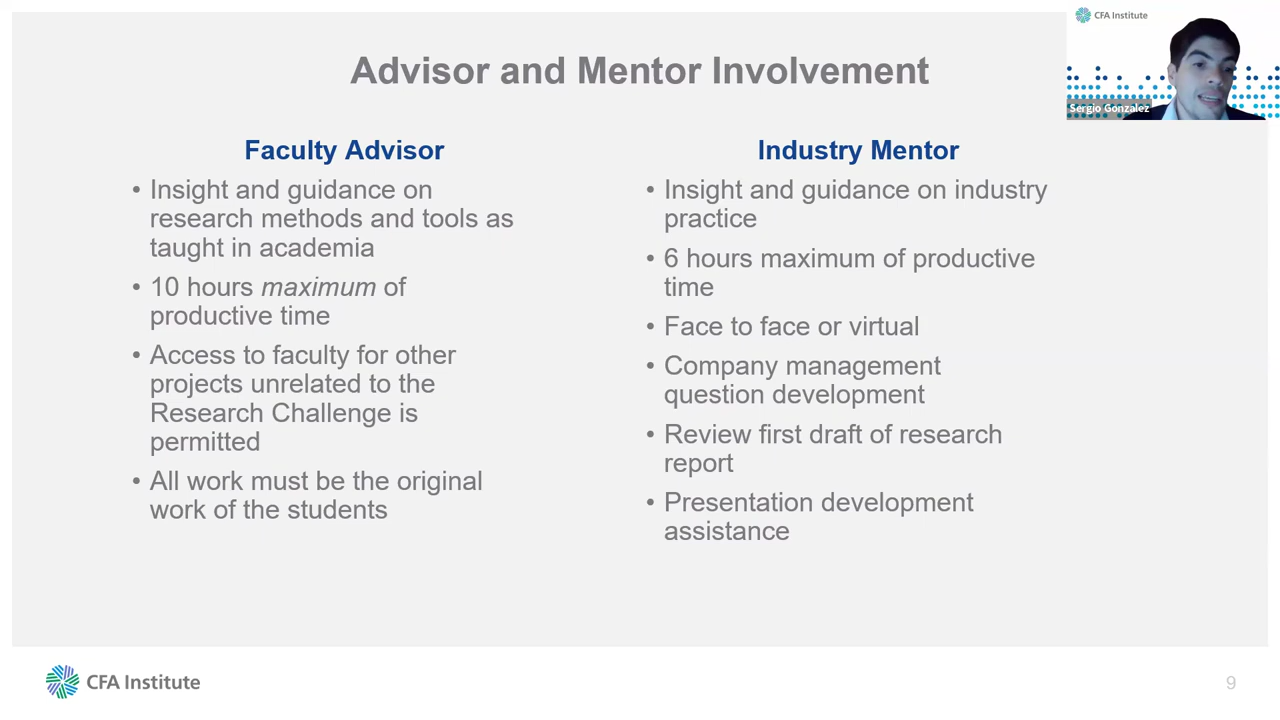 CFA Institute
Sergio Gonzalez
Advisor and Mentor Involvement
Faculty Advisor
• Insight and guidance on
research methods and tools as
taught in academia
• 10 hours maximum of
productive time
• Access to faculty for other
projects unrelated to the
Research Challenge is
permitted
• All work must be the original
work of the students
Industry Mentor
• Insight and guidance on industry
practice
• 6 hours maximum of productive
time
• Face to face or virtual
• Company management
question development
• Review first draft of research
report
• Presentation development
assistance
CFA Institute
9